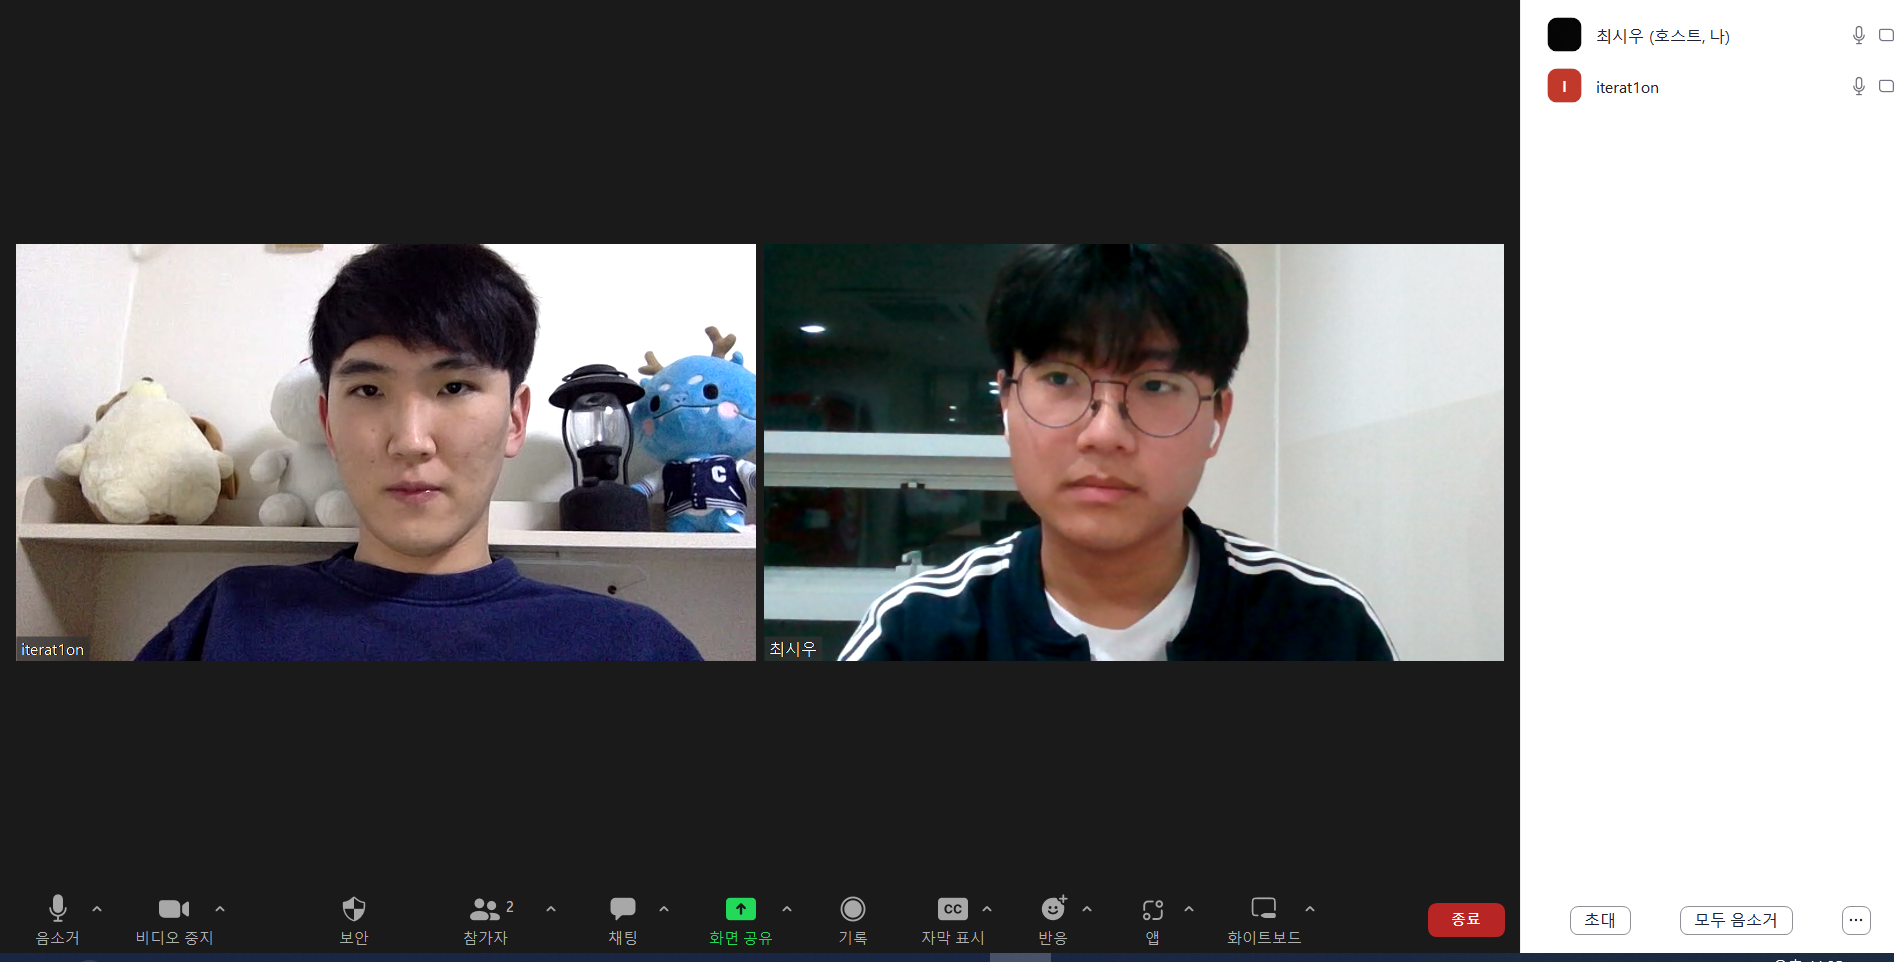 최시우 (호스트, 나)
I
iterat1on
C
iterat1on
최시우
음소거
비디오 중지
보안
2
참가자
채팅
화면 공유
기록
CC
자막 표시
반응
앱
화이트보드
종료
초대
모두 음소거
...